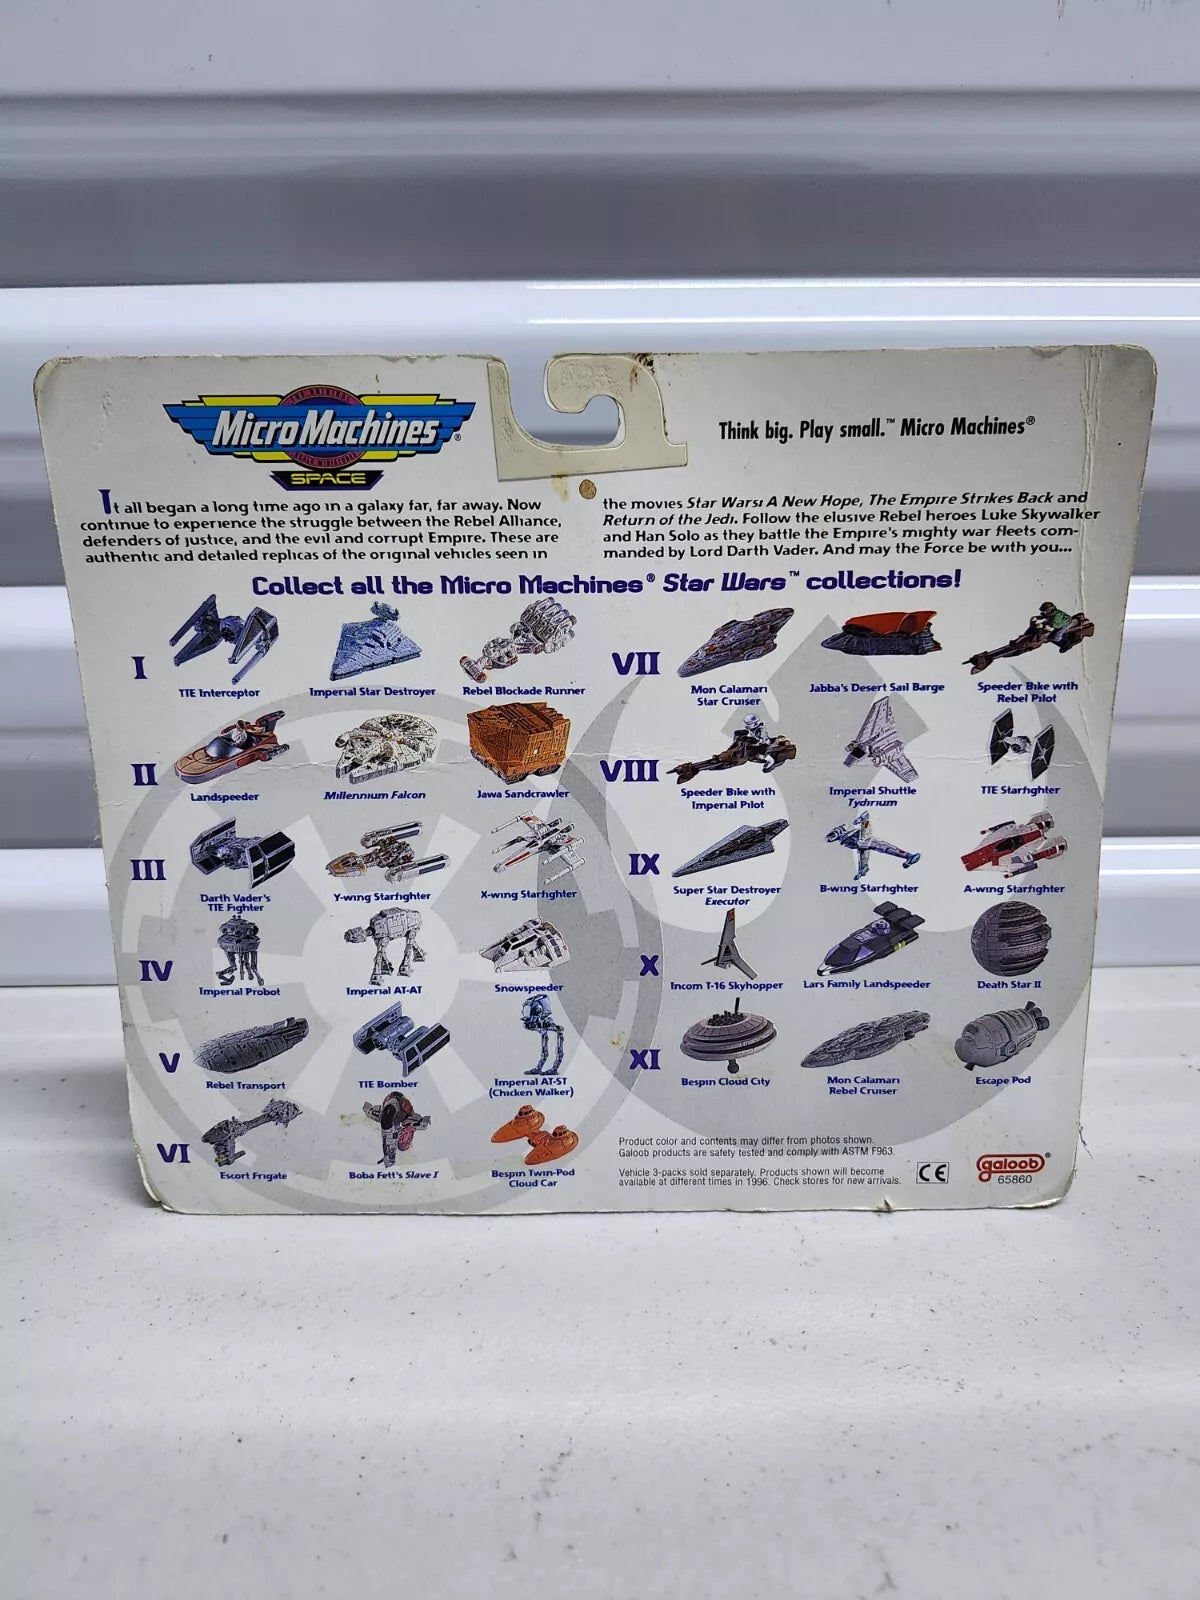 THE ORIGINAL
MicroMachines®
SCALE MINIATURES
SPACE
Think big. Play small.™ Micro Machines®
It all began a long time ago in a galaxy far, far away. Now
continue to experience the struggle between the Rebel Alliance,
defenders of justice, and the evil and corrupt Empire. These are
authentic and detailed replicas of the original vehicles seen in
the movies Star Wars: A New Hope, The Empire Strikes Back and
Return of the Jedi. Follow the elusive Rebel heroes Luke Skywalker
and Han Solo as they battle the Empire's mighty war fleets com-
manded by Lord Darth Vader. And may the Force be with you...
Collect all the Micro Machines® Star Wars™ collections!
I
TIE Interceptor
Imperial Star Destroyer
Rebel Blockade Runner
II
Landspeeder
Millennium Falcon
Jawa Sandcrawler
III
Darth Vader's
TIE Fighter
Y-wing Starfighter
X-wing Starfighter
IV
Imperial Probot
Imperial AT-AT
Snowspeeder
V
Rebel Transport
TIE Bomber
Imperial AT-ST
(Chicken Walker)
VI
Escort Frigate
Boba Fett's Slave I
Bespin Twin-Pod
Cloud Car
VII
Mon Calamari
Star Cruiser
Jabba's Desert Sail Barge
Speeder Bike with
Rebel Pilot
VIII
Speeder Bike with
Imperial Pilot
Imperial Shuttle
Tydirium
TIE Starfighter
IX
Super Star Destroyer
Executor
B-wing Starfighter
A-wing Starfighter
X
Incom T-16 Skyhopper
Lars Family Landspeeder
Death Star II
XI
Bespin Cloud City
Mon Calamari
Rebel Cruiser
Escape Pod
Product color and contents may differ from photos shown.
Galoob products are safety tested and comply with ASTM F963.
Vehicle 3-packs sold separately. Products shown will become
available at different times in 1996. Check stores for new arrivals.
CE
galoob®
65860